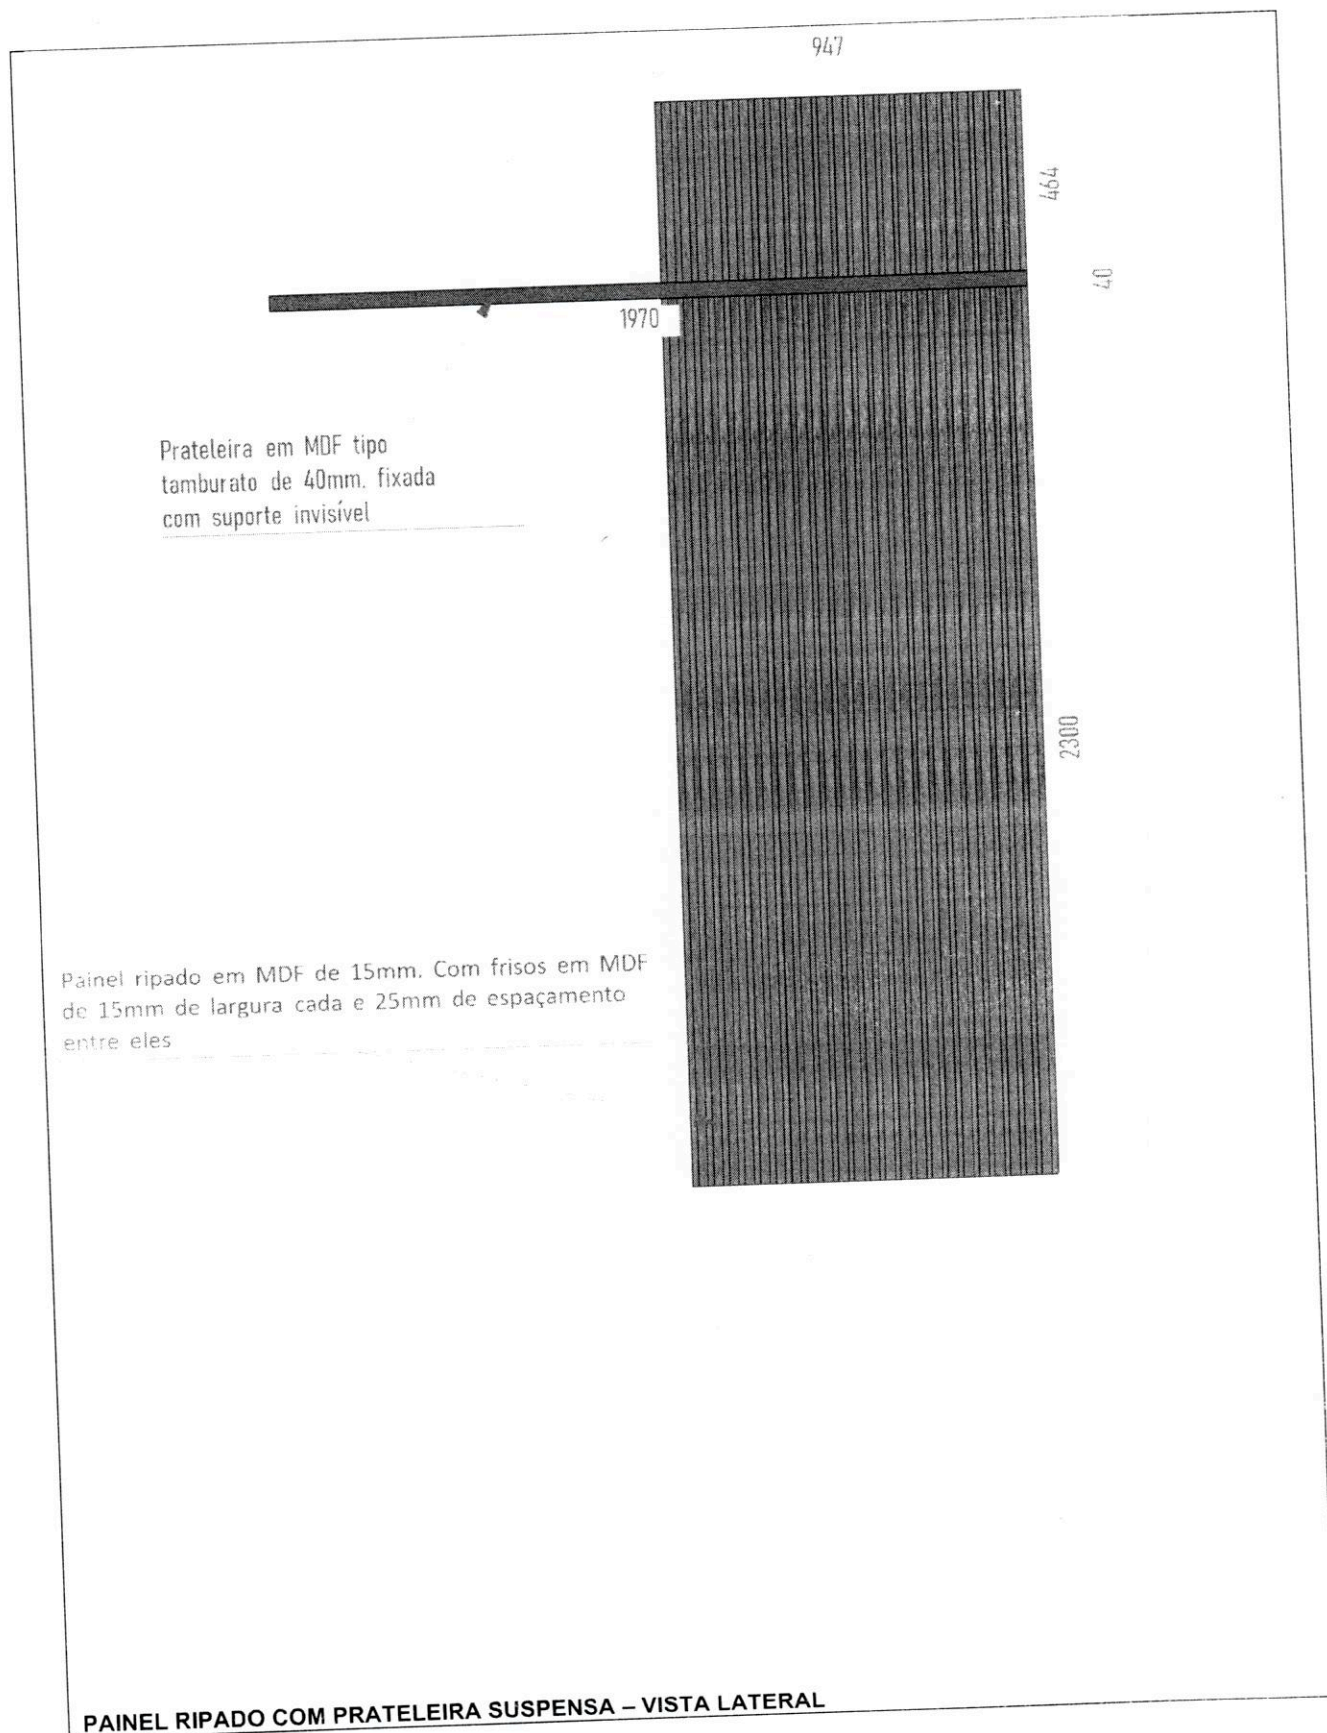 947
464
40
1970
Prateleira em MDF tipo
tamburato de 40mm. fixada
com suporte invisível
2300
Painel ripado em MDF de 15mm. Com frisos em MDF
de 15mm de largura cada e 25mm de espaçamento
entre eles
PAINEL RIPADO COM PRATELEIRA SUSPENSA – VISTA LATERAL